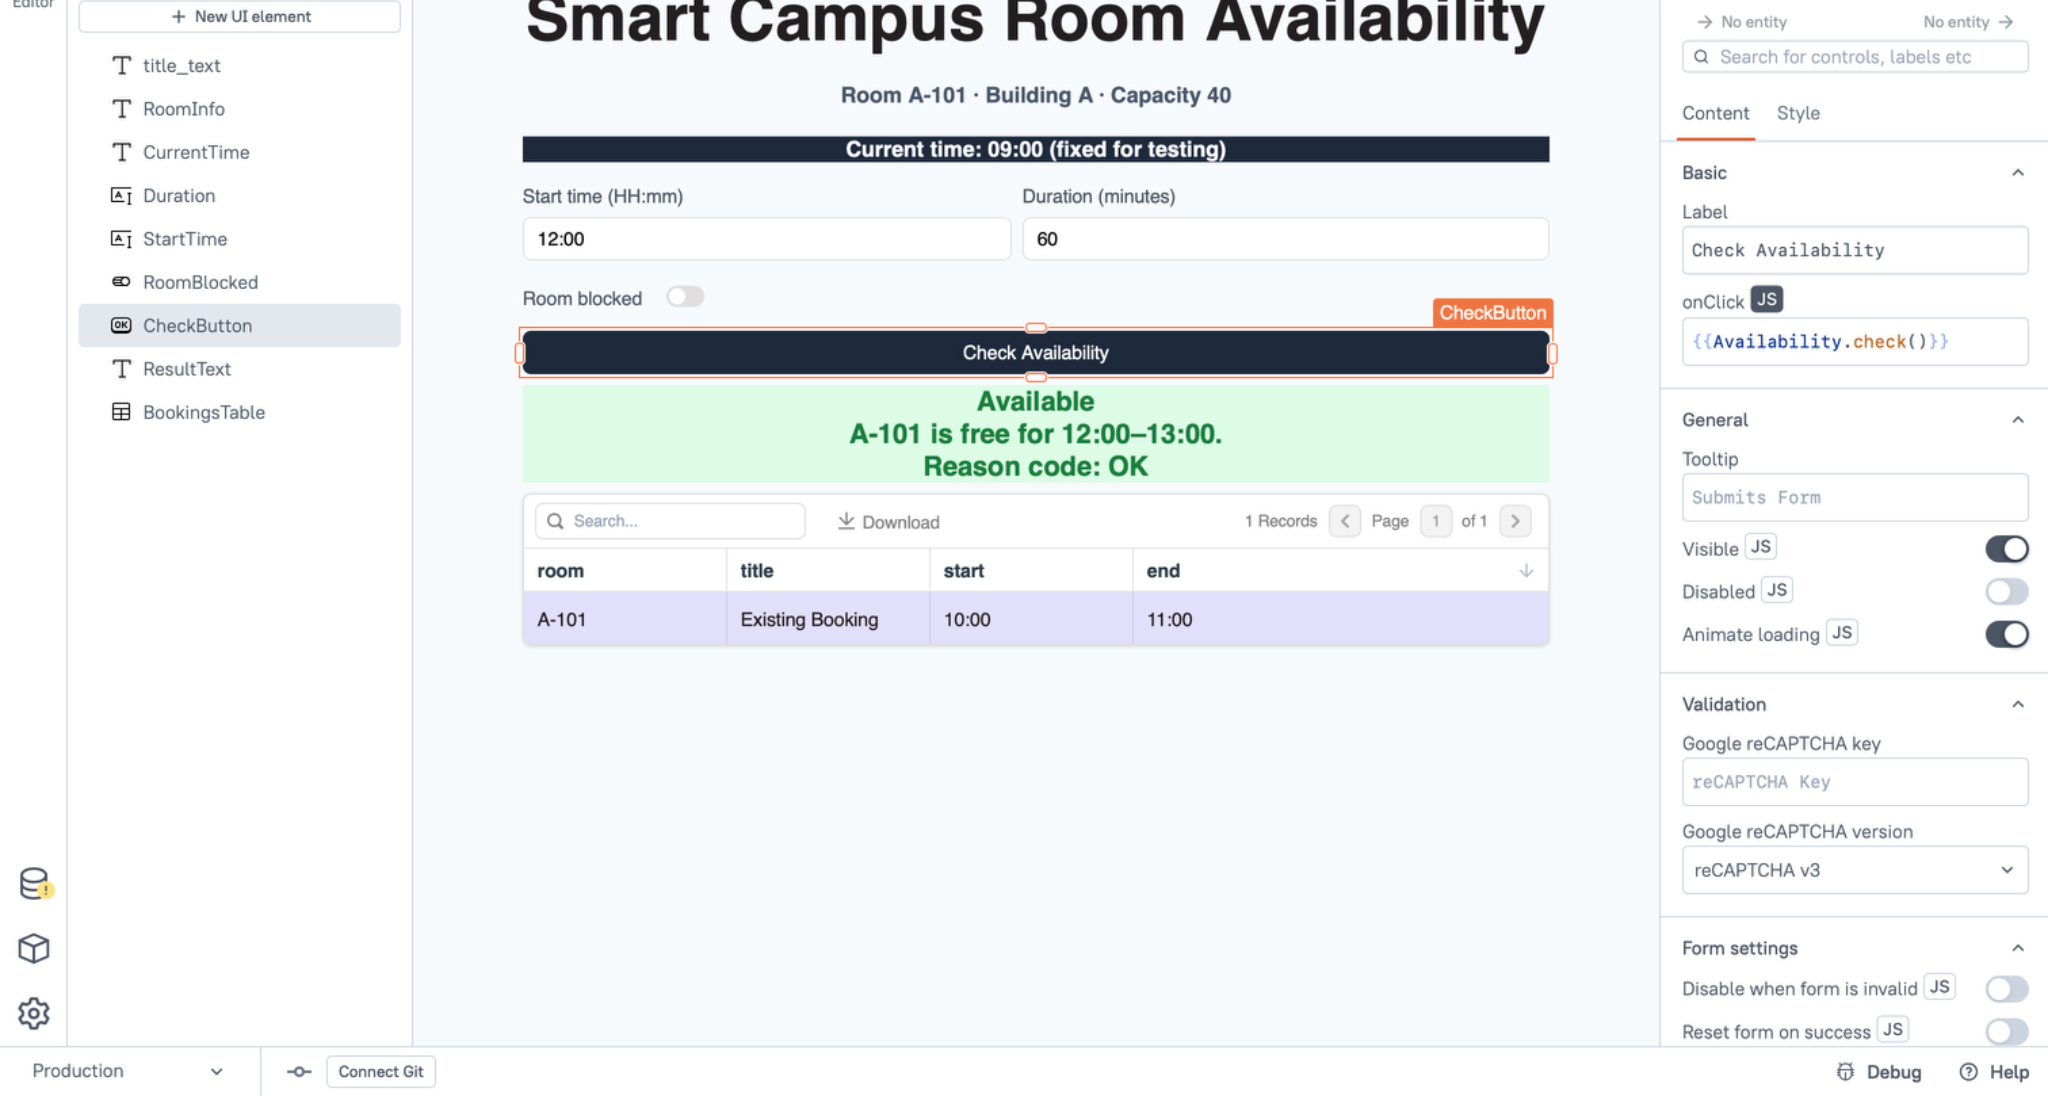 Editor
+ New UI element
title_text
RoomInfo
CurrentTime
Duration
StartTime
RoomBlocked
CheckButton
ResultText
BookingsTable
Smart Campus Room Availability
Room A-101 · Building A · Capacity 40
Current time: 09:00 (fixed for testing)
Start time (HH:mm) Duration (minutes)
12:00 60
Room blocked
CheckButton
Check Availability
Available
A-101 is free for 12:00–13:00.
Reason code: OK
Search... Download 1 Records Page 1 of 1
room title start end
A-101 Existing Booking 10:00 11:00
No entity No entity
Search for controls, labels etc
Content Style
Basic
Label
Check Availability
onClick JS
{{Availability.check()}}
General
Tooltip
Submits Form
Visible JS
Disabled JS
Animate loading JS
Validation
Google reCAPTCHA key
reCAPTCHA Key
Google reCAPTCHA version
reCAPTCHA v3
Form settings
Disable when form is invalid JS
Reset form on success JS
Production Connect Git Debug Help